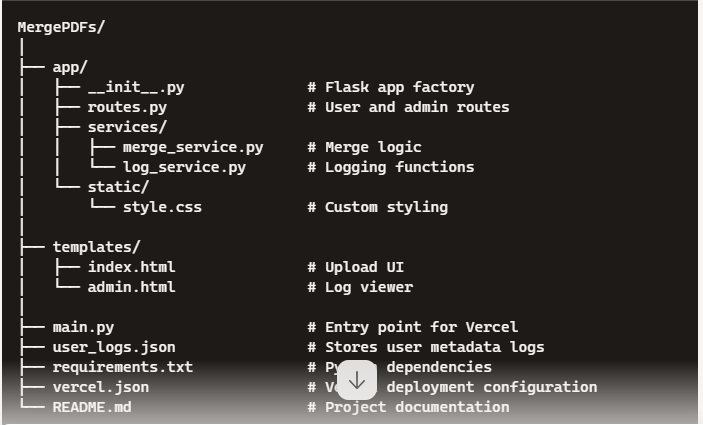 MergePDFs/
│
├── app/
│   ├── __init__.py              # Flask app factory
│   ├── routes.py                # User and admin routes
│   ├── services/
│   │   ├── merge_service.py     # Merge logic
│   │   └── log_service.py       # Logging functions
│   └── static/
│       └── style.css            # Custom styling
│
├── templates/
│   ├── index.html               # Upload UI
│   └── admin.html               # Log viewer
│
├── main.py                      # Entry point for Vercel
├── user_logs.json               # Stores user metadata logs
├── requirements.txt             # dependencies
├── vercel.json                  # deployment configuration
└── README.md                    # Project documentation